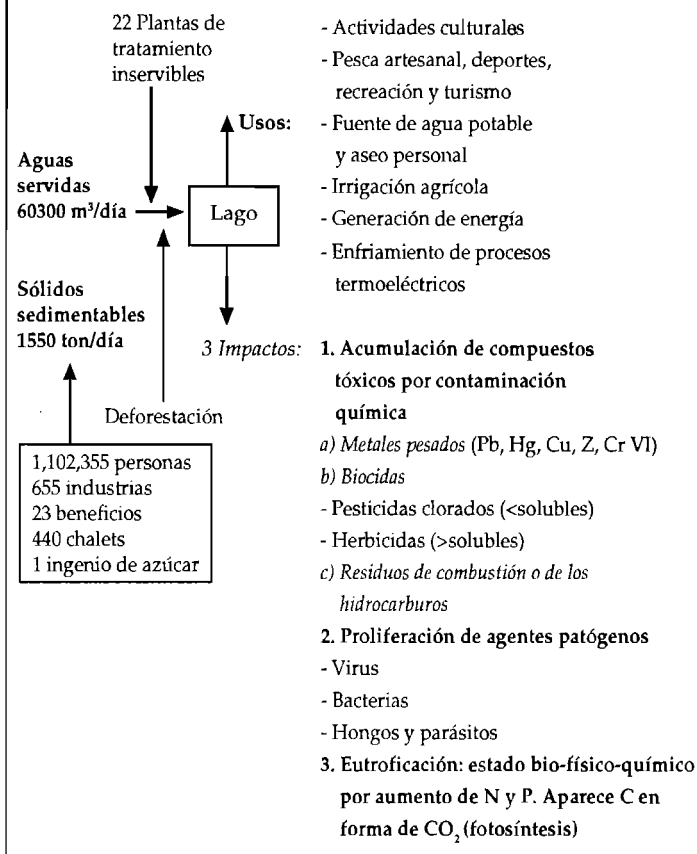 22 Plantas de
tratamiento
inservibles
Aguas
servidas
60300 m³/día
Lago
Sólidos
sedimentables
1550 ton/día
Deforestación
1,102,355 personas
655 industrias
23 beneficios
440 chalets
1 ingenio de azúcar
Usos:
- Actividades culturales
- Pesca artesanal, deportes,
recreación y turismo
- Fuente de agua potable
y aseo personal
- Irrigación agrícola
- Generación de energía
- Enfriamiento de procesos
termoeléctricos
3 Impactos:
1. Acumulación de compuestos
tóxicos por contaminación
química
a) Metales pesados (Pb, Hg, Cu, Z, Cr VI)
b) Biocidas
- Pesticidas clorados (<solubles)
- Herbicidas (>solubles)
c) Residuos de combustión o de los
hidrocarburos
2. Proliferación de agentes patógenos
- Virus
- Bacterias
- Hongos y parásitos
3. Eutroficación: estado bio-físico-químico
por aumento de N y P. Aparece C en
forma de CO₂ (fotosíntesis)